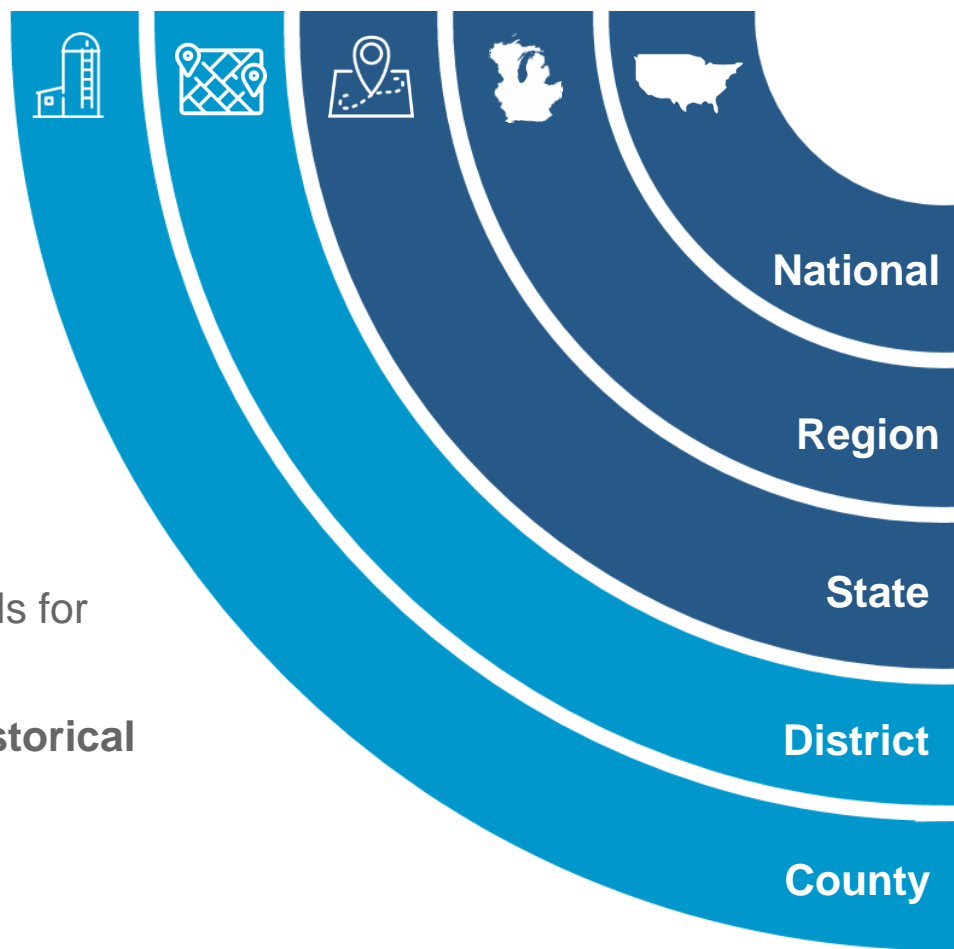 National
Region
State
ls for
District
storical
County